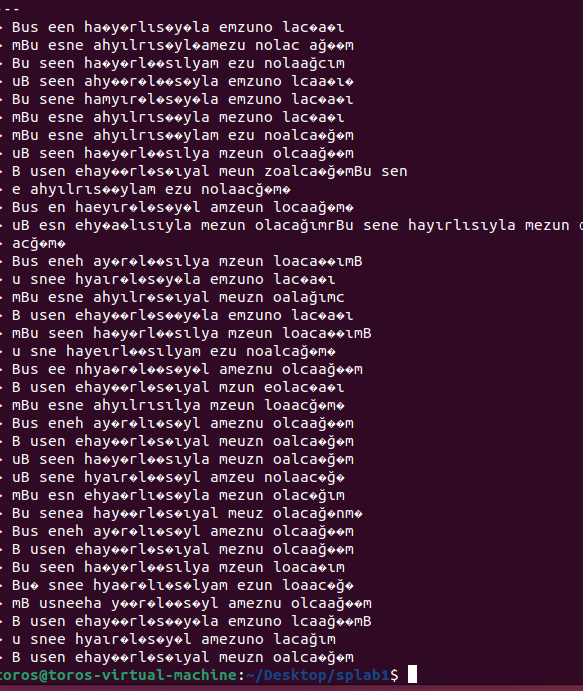 ---
> Bus een ha�y�rlıs�y�la emzuno lac�a�ı
> mBu esne ahyılrıs�yl�amezu nolac ağ��m
> Bu seen ha�y�rl��sılyam ezu nolaağcım
> uB seen ahy��r�l��s�yla emzuno lcaa�ı�
> Bu sene hamyır�l�s�y�la emzuno lac�a�ı
> mBu esne ahyılrıs��yla mezuno lac�a�ı
> mBu esne ahyılrıs��ylam ezu noalca�ğ�m
> uB seen ha�y�rl��sılya mzeun olcaağ��m
> B usen ehay��rl�s�ıyal meun zoalca�ğ�mBu sen
> e ahyılrıs��ylam ezu nolaacğ�m�
> Bus en haeyır�l�s�y�l amzeun locaağ�m�
> uB esn ehy�a�lısıyla mezun olacağımrBu sene hayırlısıyla mezun o
> acğ�m�
> Bus eneh ay�r�l��sılya mzeun loaca��ımB
> u snee hyaır�l�s�y�la emzuno lac�a�ı
> mBu esne ahyılr�s�ıyal meuzn oalağımc
> B usen ehay��rl�s��y�la emzuno lac�a�ı
> mBu seen ha�y�rl��sılya mzeun loaca��ımB
> u sne hayeırl��sılyam ezu noalcağ�m�
> Bus ee nhya�r�l��s�y�l ameznu olcaağ��m
> B usen ehay��rl�s�ıyal mzun eolac�a�ı
> mBu esne ahyılrısılya mzeun loaacğ�m�
> Bus eneh ay�r�lı�s�yl ameznu olcaağ��m
> B usen ehay��rl�s�ıyal meuzn oalca�ğ�m
> uB seen ha�y�rl��sıyla meuzn oalca�ğ�m
> uB sene hyaır�l��s�yl amzeu nolaac�ğ�
> mBu esn ehya�rlı�s�yla mezun olac�ğım
> Bu senea hay��rl�s�ıyal meuz olacağ�nm�
> Bus eneh ay�r�lı�s�yl ameznu olcaağ��m
> B usen ehay��rl�s�ıyal meznu olcaağ��m
> Bu seen ha�y�rl��sılya mzeun loaca�ım
> Bu� snee hya�r�lı�s�lyam ezun loaac�ğ�
> mB usneeha y��r�l��s�yl ameznu olcaağ��m
> B usen ehay��rl�s��y�la emzuno lcaağ��mB
> u snee hyaır�l�s�y�l amezuno lacağım
> B usen ehay��rl�s�ıyal meuzn oalca�ğ�m
toros@toros-virtual-machine:~/Desktop/splab1$